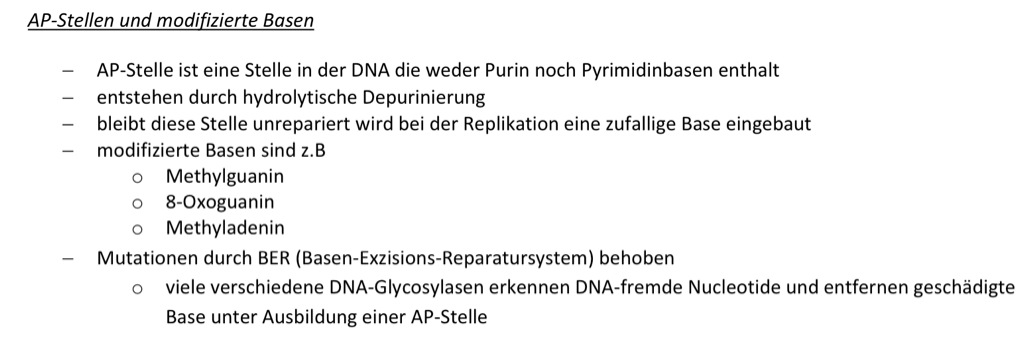 AP-Stellen und modifizierte Basen
– AP-Stelle ist eine Stelle in der DNA die weder Purin noch Pyrimidinbasen enthalt
– entstehen durch hydrolytische Depurinierung
– bleibt diese Stelle unrepariert wird bei der Replikation eine zufallige Base eingebaut
– modifizierte Basen sind z.B
o Methylguanin
o 8-Oxoguanin
o Methyladenin
– Mutationen durch BER (Basen-Exzisions-Reparatursystem) behoben
o viele verschiedene DNA-Glycosylasen erkennen DNA-fremde Nucleotide und entfernen geschädigte
Base unter Ausbildung einer AP-Stelle